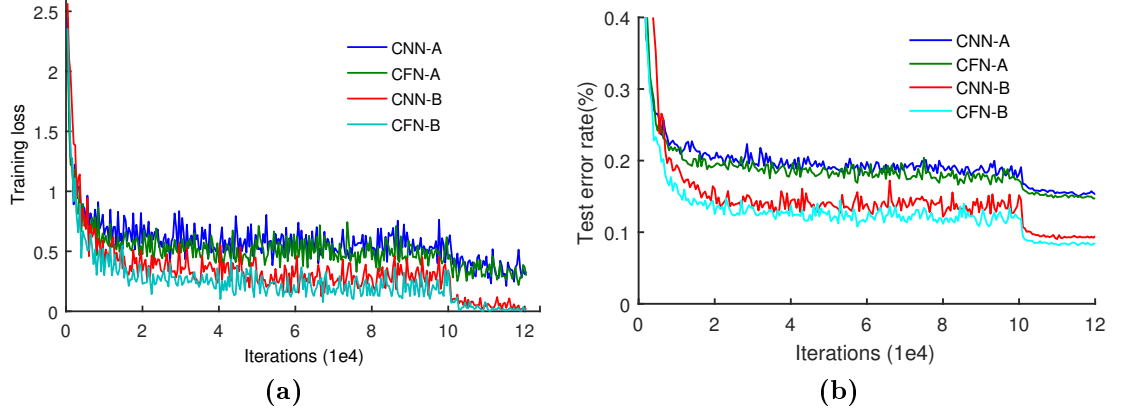 2.5
2
1.5
1
0.5
0
Training loss
CNN-A
CFN-A
CNN-B
CFN-B
0 2 4 6 8 10 12
Iterations (1e4)
(a)
0.4
0.3
0.2
0.1
0
Test error rate(%)
CNN-A
CFN-A
CNN-B
CFN-B
0 2 4 6 8 10 12
Iterations (1e4)
(b)